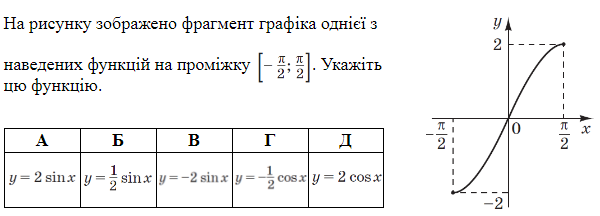 На рисунку зображено фрагмент графіка однієї з
наведених функцій на проміжку [−π/2; π/2]. Укажіть
цю функцію.
А Б В Г Д
y = 2 sin x y = 1/2 sin x y = −2 sin x y = −1/2 cos x y = 2 cos x
y
2
−π/2 0 π/2 x
−2